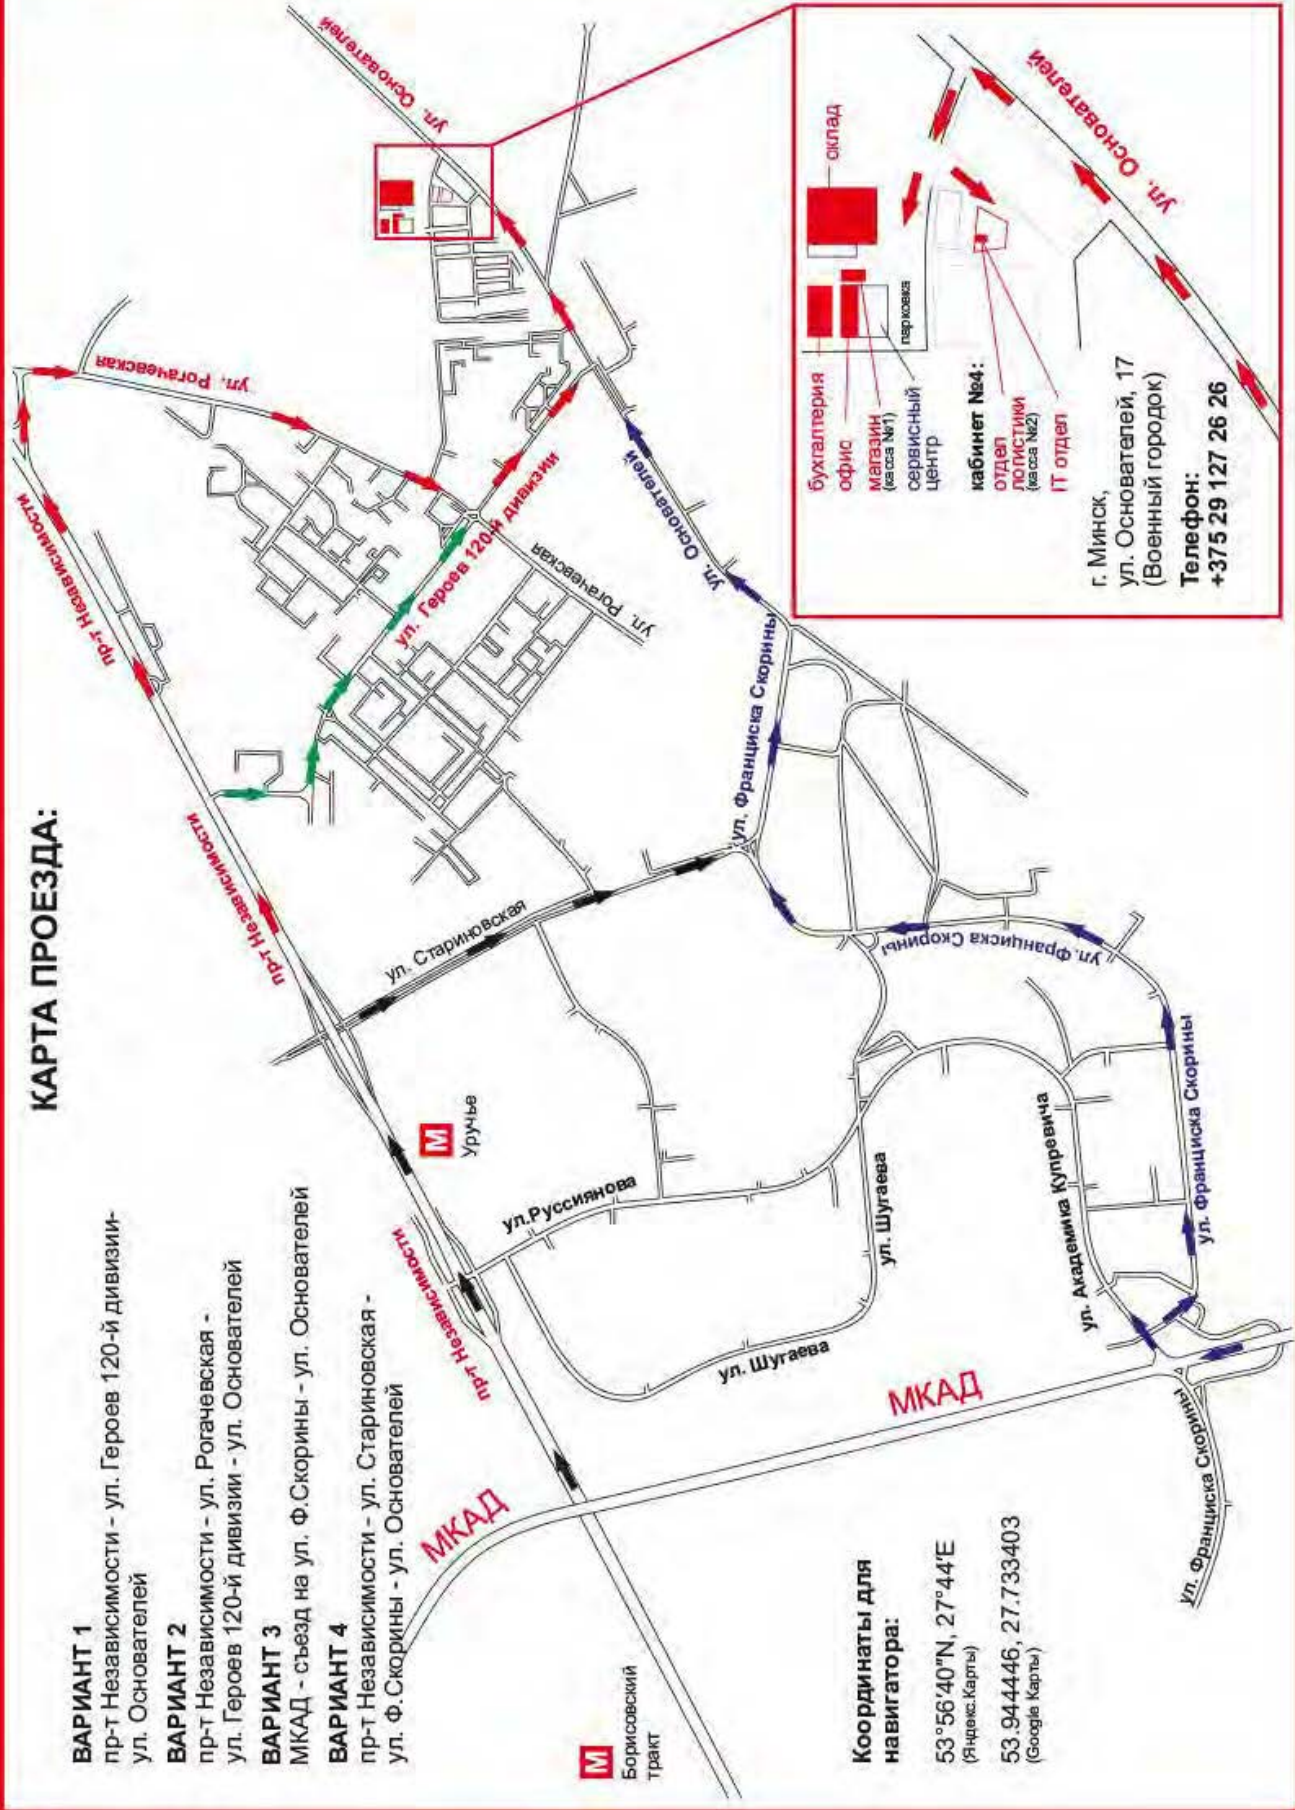 КАРТА ПРОЕЗДА:
ВАРИАНТ 1
пр-т Независимости - ул. Героев 120-й дивизии-
ул. Основателей
ВАРИАНТ 2
пр-т Независимости - ул. Рогачевская -
ул. Героев 120-й дивизии - ул. Основателей
ВАРИАНТ 3
МКАД - съезд на ул. Ф.Скорины - ул. Основателей
ВАРИАНТ 4
пр-т Независимости - ул. Стариновская -
ул. Ф.Скорины - ул. Основателей
М
Борисовский
тракт
МКАД
пр-т Независимости
М
Уручье
пр-т Независимости
пр-т Независимости
ул. Рогачевская
ул. Основателей
ул. Стариновская
ул. Героев 120-й дивизии
ул. Рогачевская
ул.Руссиянова
ул. Шугаева
ул. Шугаева
МКАД
ул. Франциска Скорины
ул. Основателей
ул. Франциска Скорины
ул. Академика Купревича
ул. Франциска Скорины
ул. Франциска Скорины
Координаты для
навигатора:
53°56'40"N, 27°44'E
(Яндекс.Карты)
53.944446, 27.733403
(Google Карты)
бухгалтерия
офис
магазин
(касса №1)
сервисный
центр
парковка
оклад
кабинет №4:
отдел
логистики
(касса №2)
IT отдел
ул. Основателей
г. Минск,
ул. Основателей, 17
(Военный городок)
Телефон:
+375 29 127 26 26